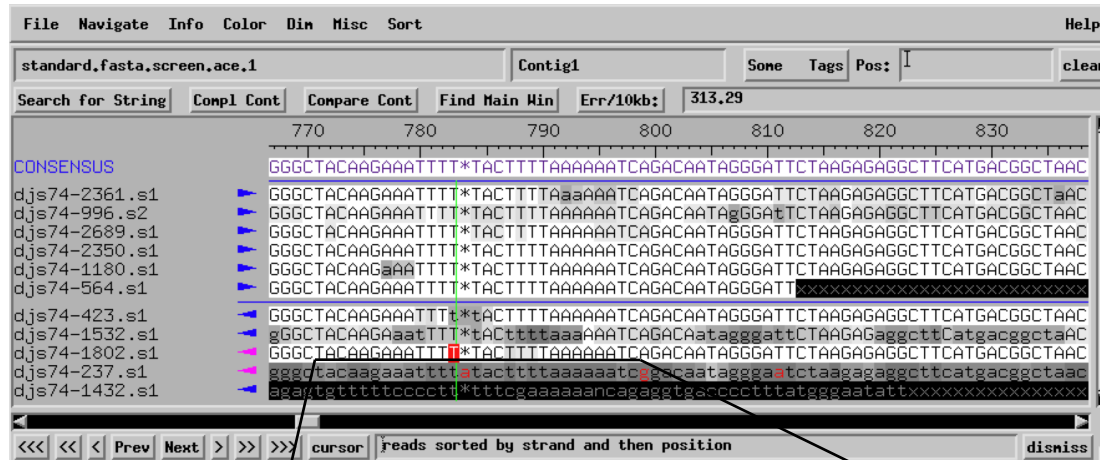 File Navigate Info Color Dim Misc Sort Help
standard.fasta.screen.ace.1 Contig1 Some Tags Pos: clear
Search for String Compl Cont Compare Cont Find Main Win Err/10kb: 313.29
770 780 790 800 810 820 830
CONSENSUS GGGCTACAAGAAATTTT*TACTTTTAAAAAATCAGACAATAGGGATTCTAAGAGAGGCTTCATGACGGCTAAC
djs74-2361.s1 GGGCTACAAGAAATTTT*TACTTTTAaaAAATCAGACAATAGGGATTCTAAGAGAGGCTTCATGACGGCTaAC
djs74-996.s2 GGGCTACAAGAAATTTT*TACTTTTAAAAAATCAGACAATAgGGAtTCTAAGAGAGGCTTCATGACGGCTAAC
djs74-2689.s1 GGGCTACAAGAAATTTT*TACTTTTAAAAAATCAGACAATAGGGATTCTAAGAGAGGCTTCATGACGGCTAAC
djs74-2350.s1 GGGCTACAAGAAATTTT*TACTTTTAAAAAATCAGACAATAGGGATTCTAAGAGAGGCTTCATGACGGCTAAC
djs74-1180.s1 GGGCTACAAGaAATTTT*TACTTTTAAAAAATCAGACAATAGGGATTCTAAGAGAGGCTTCATGACGGCTAAC
djs74-564.s1 GGGCTACAAGAAATTTT*TACTTTTAAAAAATCAGACAATAGGGATTxxxxxxxxxxxxxxxxxxxxxxxxxx
djs74-423.s1 GGGCTACAAGAAATTTt*tACTTTTAAAAAATCAGACAATAGGGATTCTAAGAGAGGCTTCATGACGGCTAAC
djs74-1532.s1 gGGCTACAAGAaatTTT*TACttttaaaAAATCAGACAataggGattCTAAGAGaggcttCatgacggctaAC
djs74-1802.s1 GGGCTACAAGAAATTTT*TACTTTTAAAAAATCAGACAATAGGGATTCTAAGAGAGGCTTCATGACGGCTAAC
djs74-237.s1
djs74-1432.s1
<<< << < Prev Next > >> >>> cursor reads sorted by strand and then position dismiss